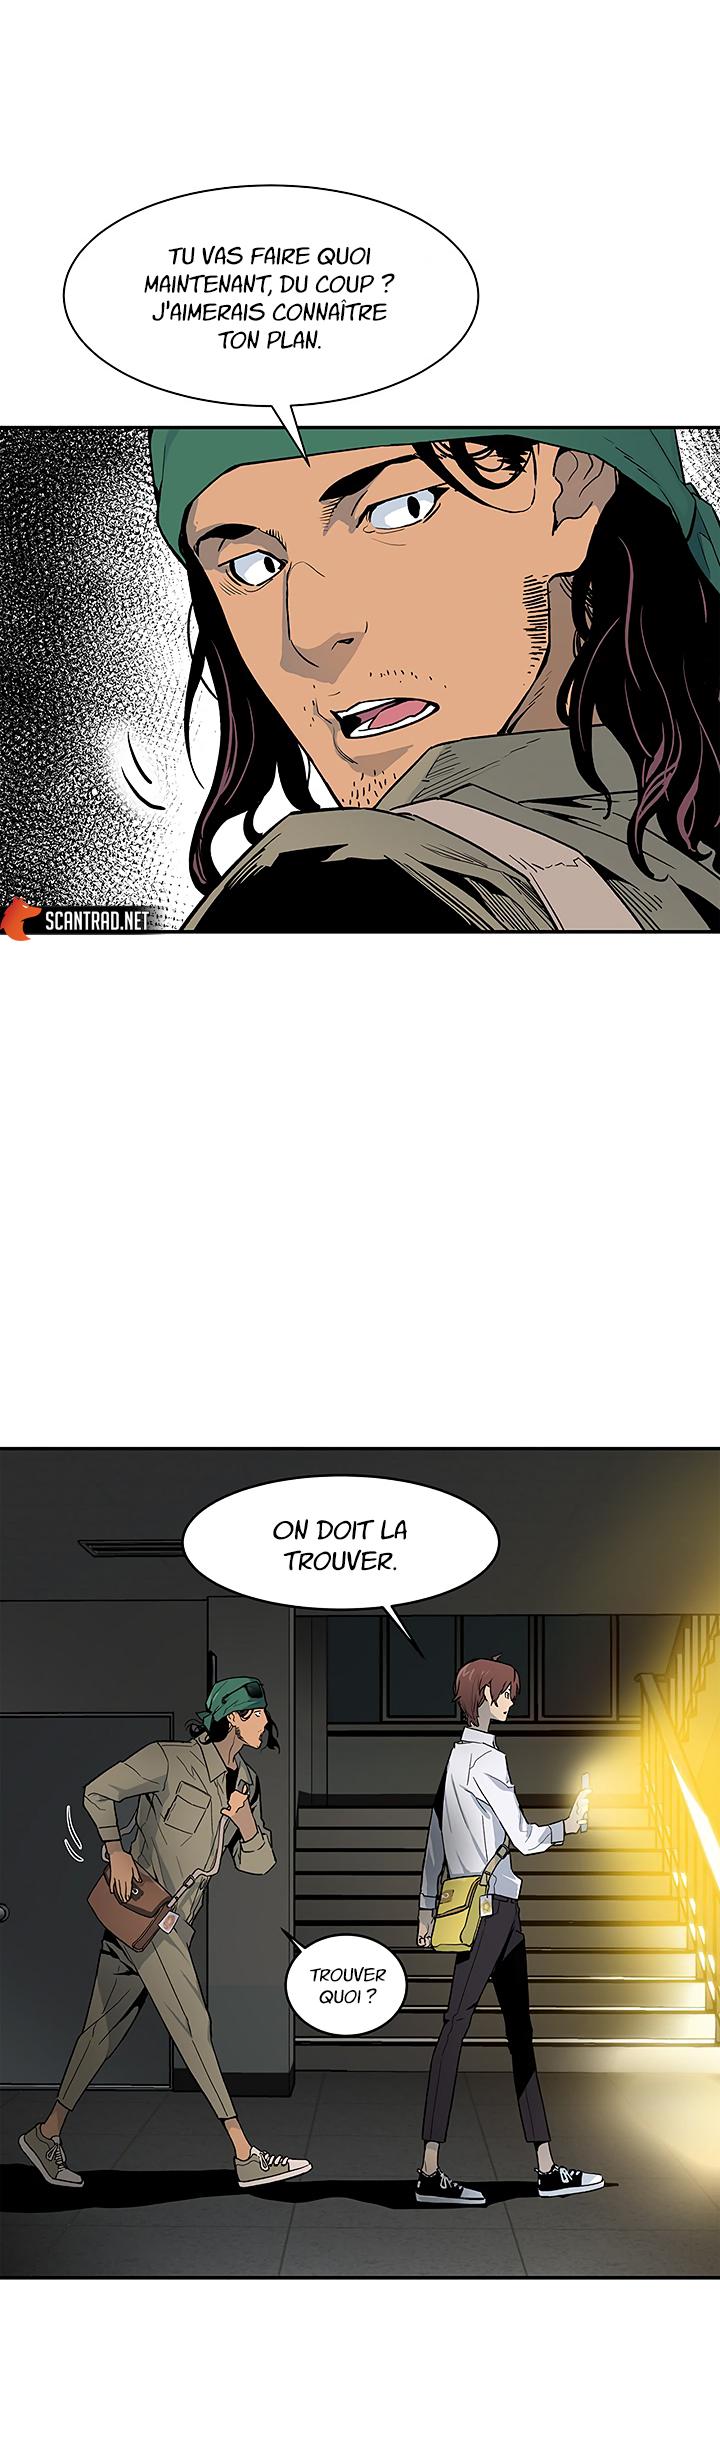 TU VAS FAIRE QUOI
MAINTENANT, DU COUP ?
J'AIMERAIS CONNAÎTRE
TON PLAN.
SCANTRAD.NET
ON DOIT LA
TROUVER.
TROUVER
QUOI ?